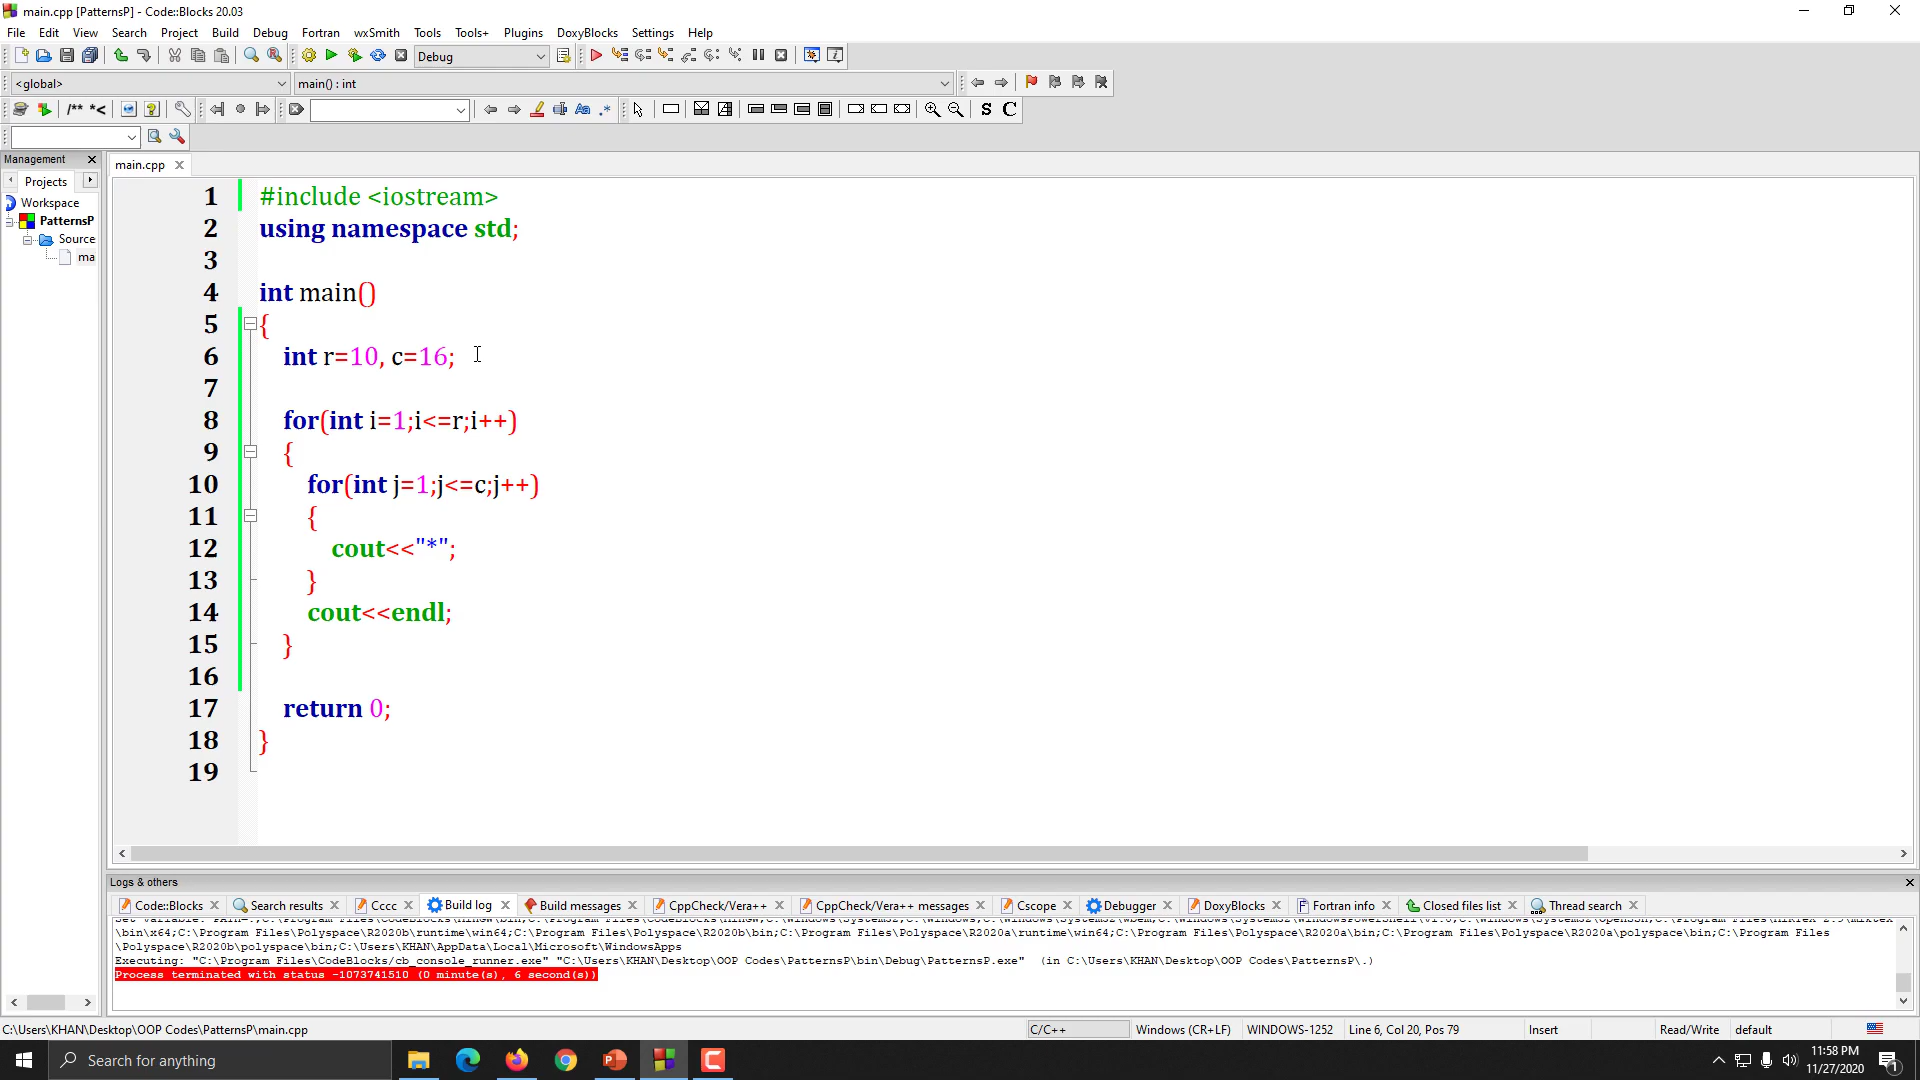 main.cpp [PatternsP] - Code::Blocks 20.03
File Edit View Search Project Build Debug Fortran wxSmith Tools Tools+ Plugins DoxyBlocks Settings Help
Debug
<global> main() : int
/** *<
Aa .* S C
Management
main.cpp
Projects
Workspace
PatternsP
Source
ma
1 #include <iostream>
2 using namespace std;
3
4 int main()
5 {
6 int r=10, c=16;
7
8 for(int i=1;i<=r;i++)
9 {
10 for(int j=1;j<=c;j++)
11 {
12 cout<<"*";
13 }
14 cout<<endl;
15 }
16
17 return 0;
18 }
19
Logs & others
Code::Blocks Search results Cccc Build log Build messages CppCheck/Vera++ CppCheck/Vera++ messages Cscope Debugger DoxyBlocks Fortran info Closed files list Thread search
\bin\x64;C:\Program Files\Polyspace\R2020b\runtime\win64;C:\Program Files\Polyspace\R2020b\bin;C:\Program Files\Polyspace\R2020a\runtime\win64;C:\Program Files\Polyspace\R2020a\bin;C:\Program Files\Polyspace\R2020a\polyspace\bin;C:\Program Files
\Polyspace\R2020b\polyspace\bin;C:\Users\KHAN\AppData\Local\Microsoft\WindowsApps
Executing: "C:\Program Files\CodeBlocks/cb_console_runner.exe" "C:\Users\KHAN\Desktop\OOP Codes\PatternsP\bin\Debug\PatternsP.exe" (in C:\Users\KHAN\Desktop\OOP Codes\PatternsP\.)
Process terminated with status -1073741510 (0 minute(s), 6 second(s))
C:\Users\KHAN\Desktop\OOP Codes\PatternsP\main.cpp C/C++ Windows (CR+LF) WINDOWS-1252 Line 6, Col 20, Pos 79 Insert Read/Write default
Search for anything
11:58 PM
11/27/2020
1